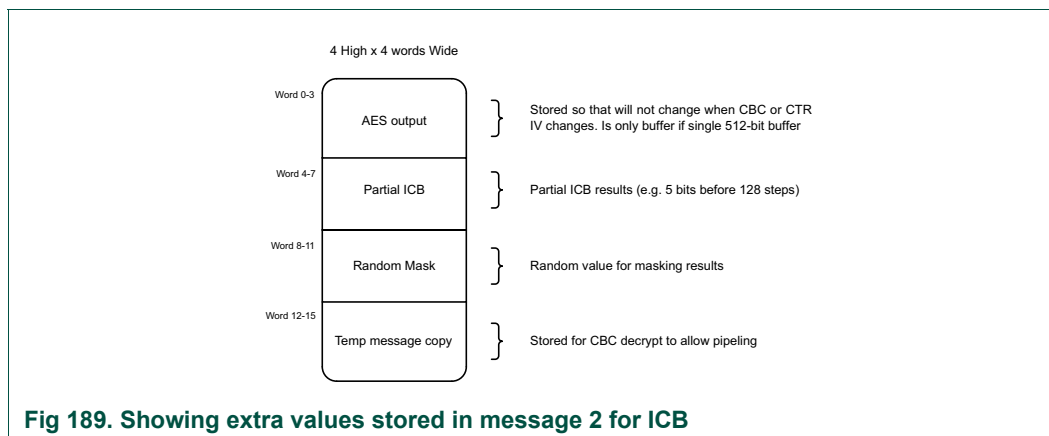 4 High x 4 words Wide
Word 0-3
AES output
Stored so that will not change when CBC or CTR
IV changes. Is only buffer if single 512-bit buffer
Word 4-7
Partial ICB
Partial ICB results (e.g. 5 bits before 128 steps)
Word 8-11
Random Mask
Random value for masking results
Word 12-15
Temp message copy
Stored for CBC decrypt to allow pipeling
Fig 189. Showing extra values stored in message 2 for ICB